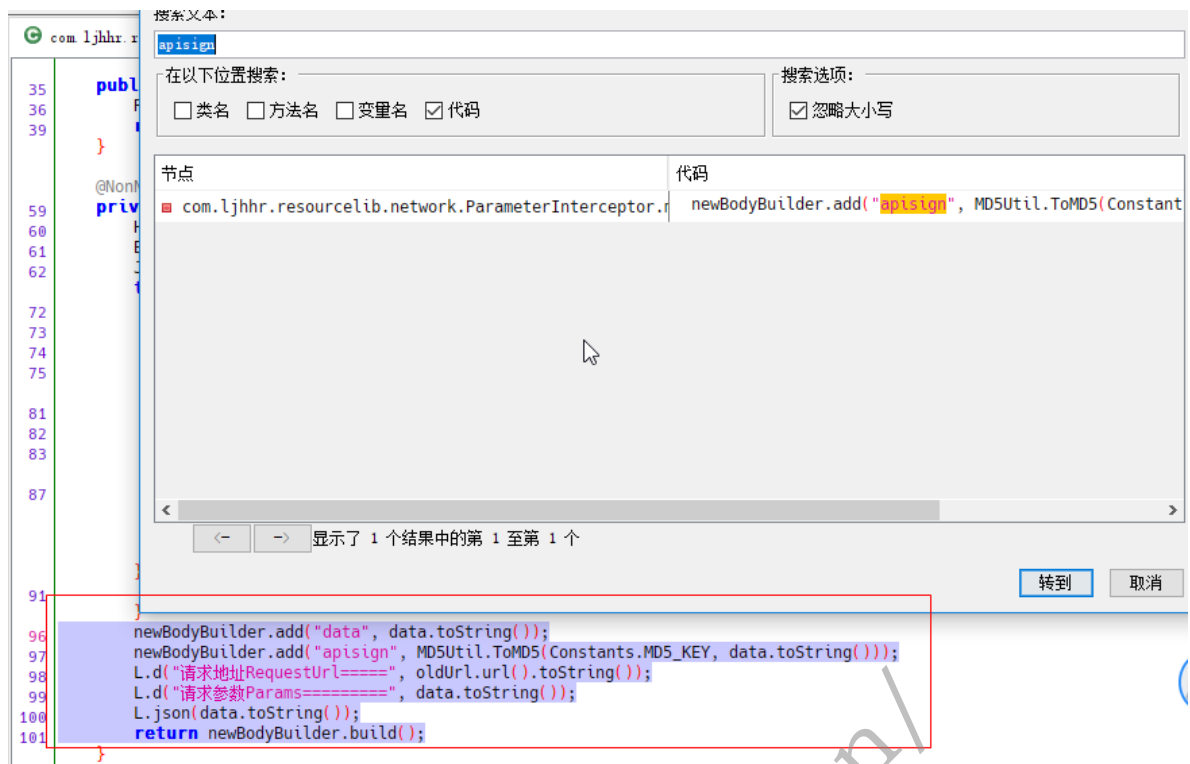 com.ljhhr.r
搜索文本:
apisign
在以下位置搜索:
搜索选项:
类名 方法名 变量名 代码
忽略大小写
节点 代码
com.ljhhr.resourcelib.network.ParameterInterceptor. newBodyBuilder.add("apisign", MD5Util.ToMD5(Constant
<- -> 显示了 1 个结果中的第 1 至第 1 个
转到 取消
35 publ
36
39
}
@NonN
59 priv
60
61
62
72
73
74
75
81
82
83
87
91
}
96 newBodyBuilder.add("data", data.toString());
97 newBodyBuilder.add("apisign", MD5Util.ToMD5(Constants.MD5_KEY, data.toString()));
98 L.d("请求地址RequestUrl=====", oldUrl.url().toString());
99 L.d("请求参数Params=========", data.toString());
100 L.json(data.toString());
101 return newBodyBuilder.build();
}